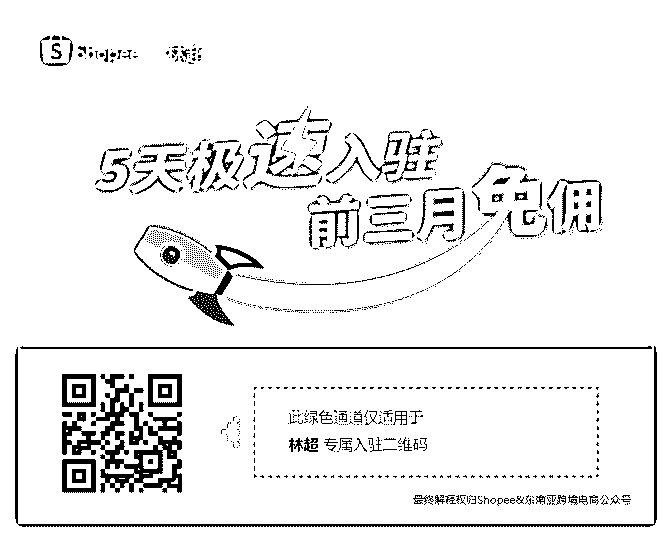 Shopee 林超
5天极速入驻
前三月免佣
此绿色通道仅适用于
林超 专属入驻二维码
最终解释权归Shopee&东南亚跨境电商公众号